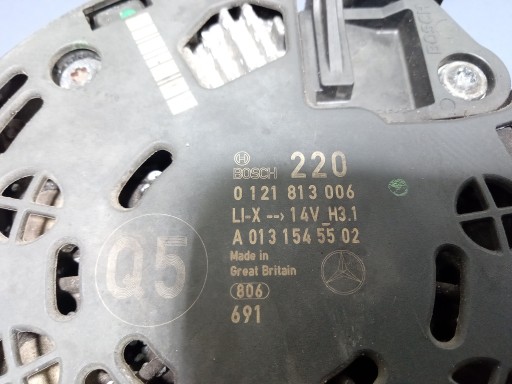 BOSCH 220
0 121 813 006
LI-X --> 14V_H3.1
A 013 154 55 02
Made in
Great Britain
806
691
Q5
BOSCH